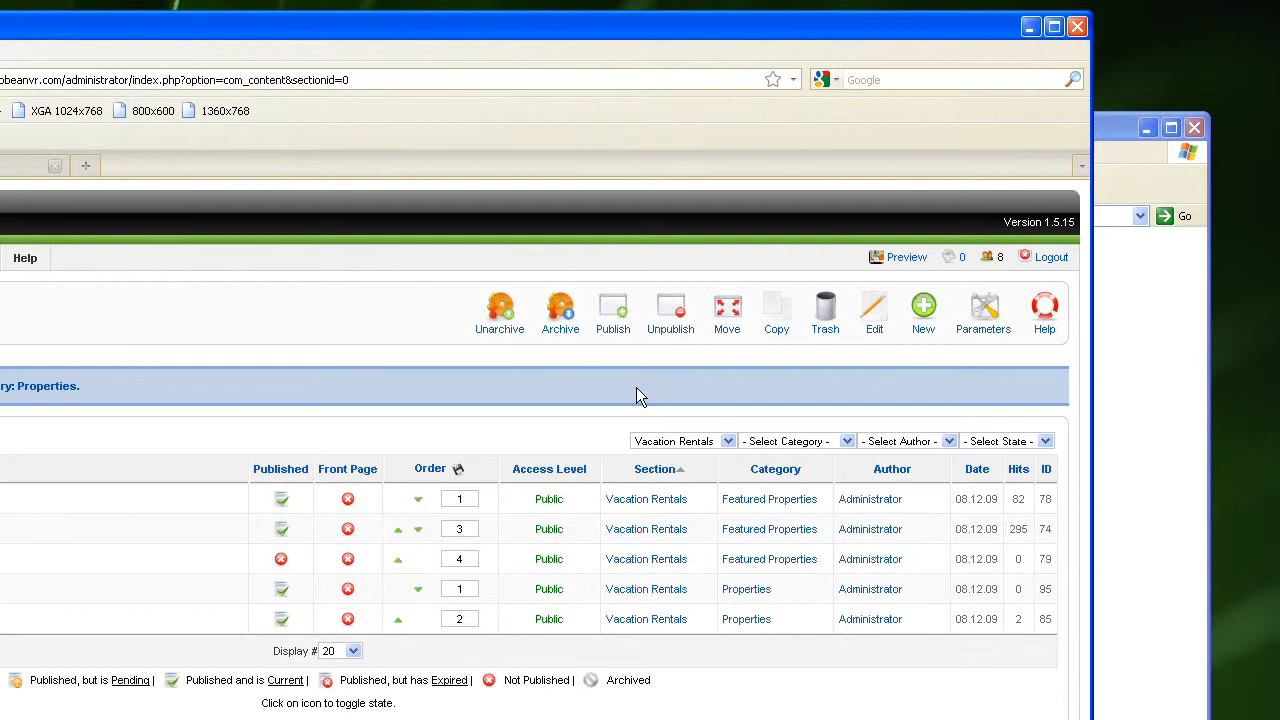 obeanvr.com/administrator/index.php?option=com_content&sectionid=0
Google
XGA 1024x768 800x600 1360x768
Go
Version 1.5.15
Help Preview 0 8 Logout
Unarchive Archive Publish Unpublish Move Copy Trash Edit New Parameters Help
ry: Properties.
Vacation Rentals - Select Category - - Select Author - - Select State -
Published Front Page Order Access Level Section Category Author Date Hits ID
1 Public Vacation Rentals Featured Properties Administrator 08.12.09 82 78
3 Public Vacation Rentals Featured Properties Administrator 08.12.09 295 74
4 Public Vacation Rentals Featured Properties Administrator 08.12.09 0 79
1 Public Vacation Rentals Properties Administrator 08.12.09 0 95
2 Public Vacation Rentals Properties Administrator 08.12.09 2 85
Display # 20
Published, but is Pending | Published and is Current | Published, but has Expired | Not Published | Archived
Click on icon to toggle state.